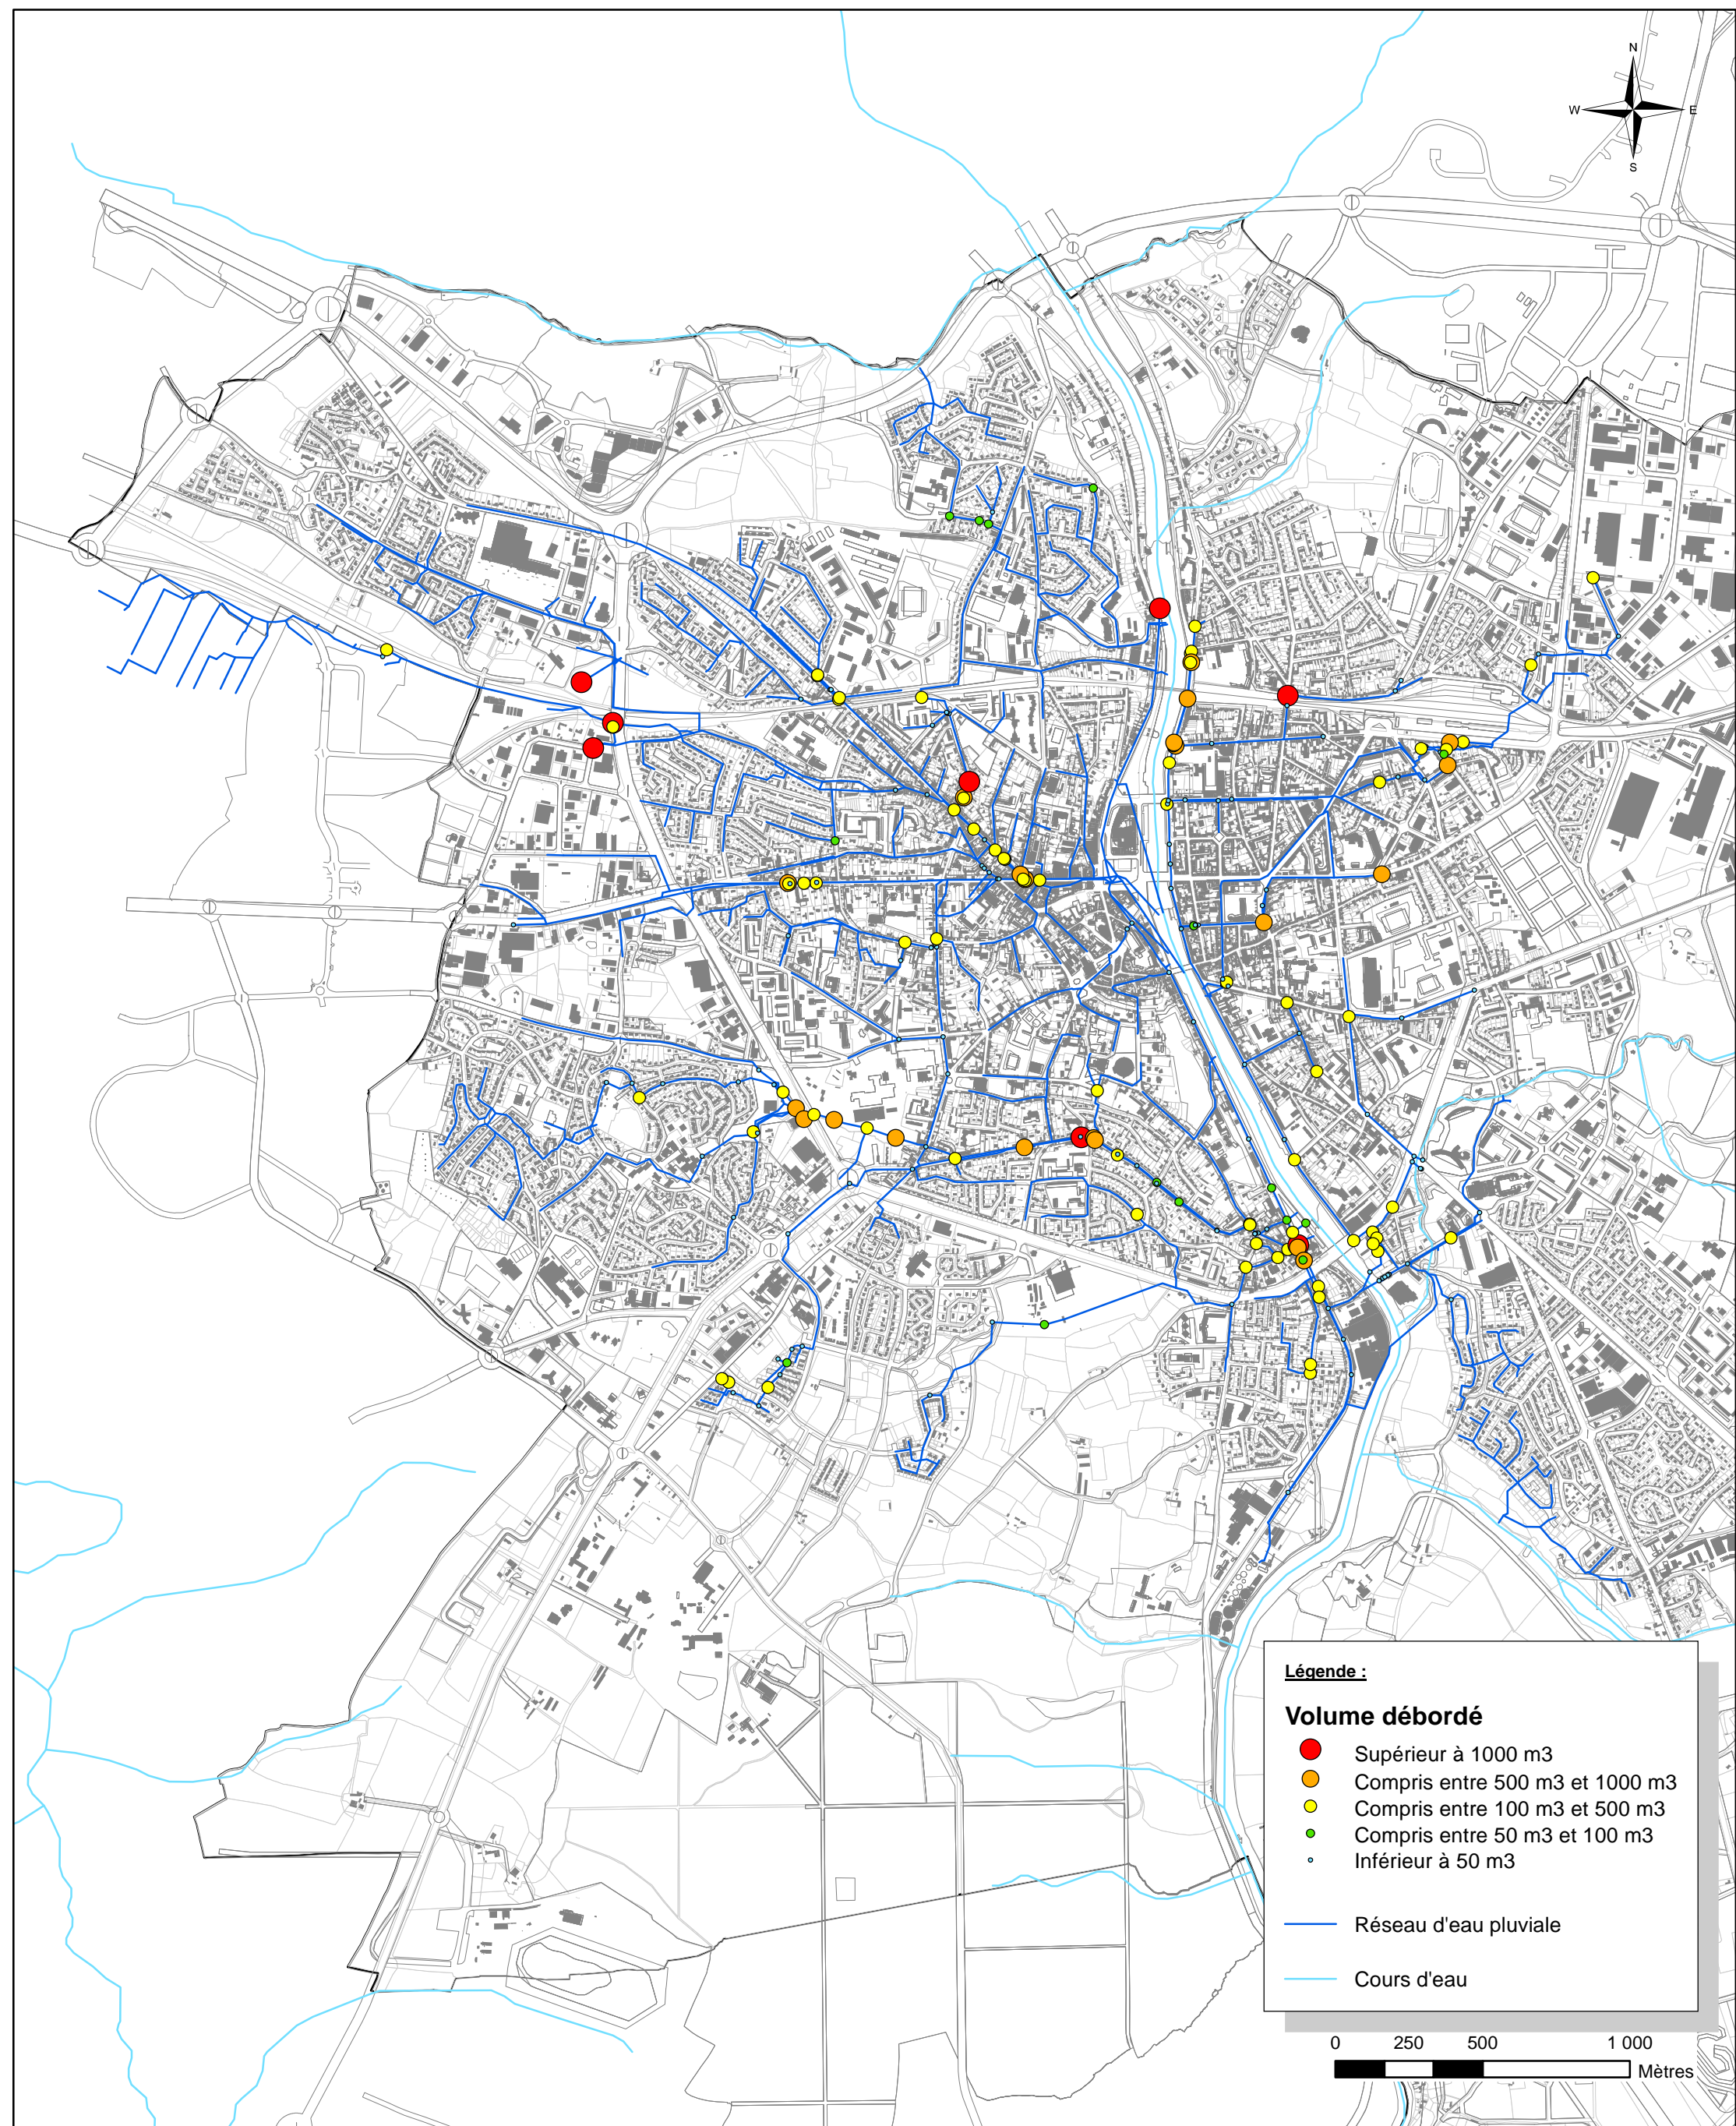 N
W E
S
Légende :
Volume débordé
Supérieur à 1000 m3
Compris entre 500 m3 et 1000 m3
Compris entre 100 m3 et 500 m3
Compris entre 50 m3 et 100 m3
Inférieur à 50 m3
Réseau d'eau pluviale
Cours d'eau
0 250 500 1 000
Mètres